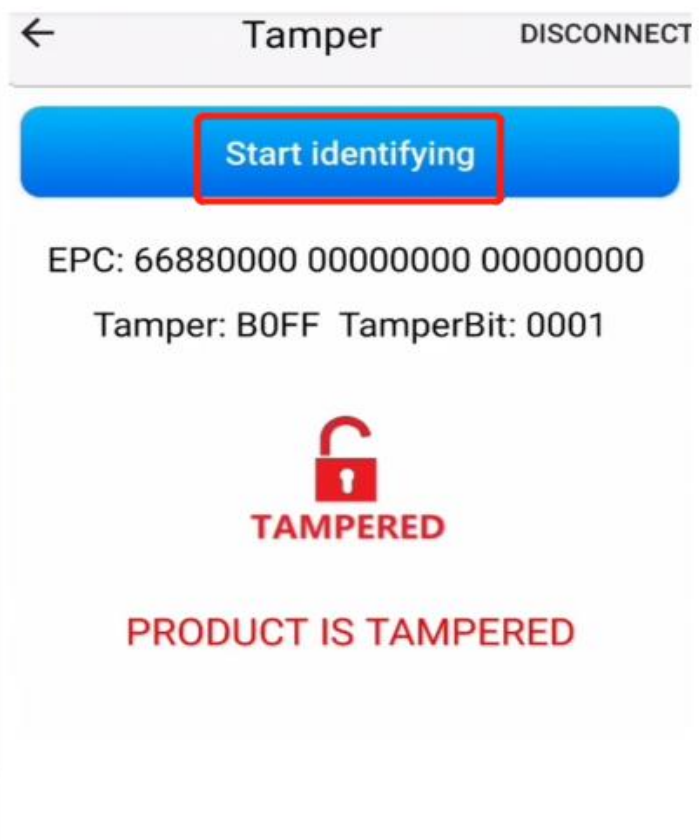 Tamper DISCONNECT
Start identifying
EPC: 66880000 00000000 00000000
Tamper: B0FF TamperBit: 0001
TAMPERED
PRODUCT IS TAMPERED